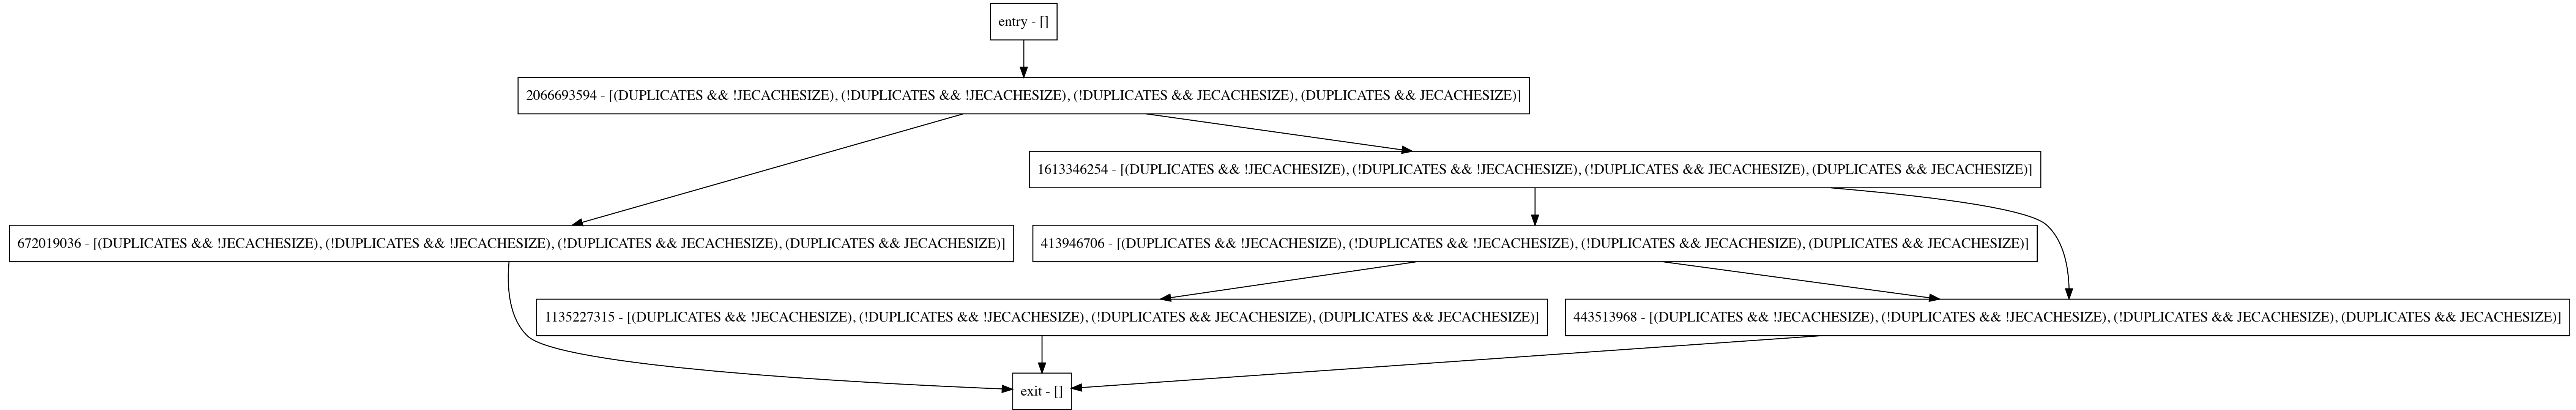 entry - []
2066693594 - [(DUPLICATES && !JECACHESIZE), (!DUPLICATES && !JECACHESIZE), (!DUPLICATES && JECACHESIZE), (DUPLICATES && JECACHESIZE)]
1613346254 - [(DUPLICATES && !JECACHESIZE), (!DUPLICATES && !JECACHESIZE), (!DUPLICATES && JECACHESIZE), (DUPLICATES && JECACHESIZE)]
672019036 - [(DUPLICATES && !JECACHESIZE), (!DUPLICATES && !JECACHESIZE), (!DUPLICATES && JECACHESIZE), (DUPLICATES && JECACHESIZE)]
413946706 - [(DUPLICATES && !JECACHESIZE), (!DUPLICATES && !JECACHESIZE), (!DUPLICATES && JECACHESIZE), (DUPLICATES && JECACHESIZE)]
1135227315 - [(DUPLICATES && !JECACHESIZE), (!DUPLICATES && !JECACHESIZE), (!DUPLICATES && JECACHESIZE), (DUPLICATES && JECACHESIZE)]
443513968 - [(DUPLICATES && !JECACHESIZE), (!DUPLICATES && !JECACHESIZE), (!DUPLICATES && JECACHESIZE), (DUPLICATES && JECACHESIZE)]
exit - []